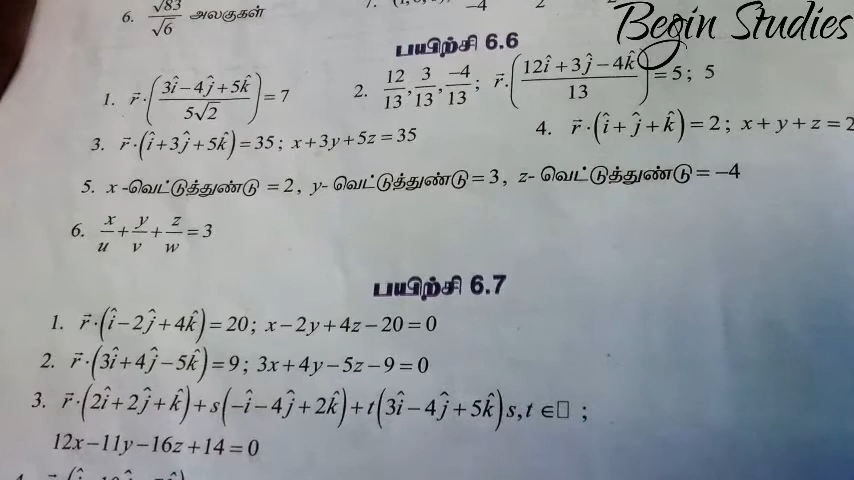 6. √83/√6 அலகுகள்
Begin Studies
பயிற்சி 6.6
1. r⃗·((3î−4ĵ+5k̂)/(5√2))=7
2. 12/13, 3/13, −4/13; r⃗·((12î+3ĵ−4k̂)/13)=5; 5
3. r⃗·(î+3ĵ+5k̂)=35; x+3y+5z=35
4. r⃗·(î+ĵ+k̂)=2; x+y+z=2
5. x -வெட்டுத்துண்டு =2, y- வெட்டுத்துண்டு=3, z- வெட்டுத்துண்டு=−4
6. x/u+y/v+z/w=3
பயிற்சி 6.7
1. r⃗·(î−2ĵ+4k̂)=20; x−2y+4z−20=0
2. r⃗·(3î+4ĵ−5k̂)=9; 3x+4y−5z−9=0
3. r⃗·(2î+2ĵ+k̂)+s(−î−4ĵ+2k̂)+t(3î−4ĵ+5k̂)s,t ∈□ ;
12x−11y−16z+14=0